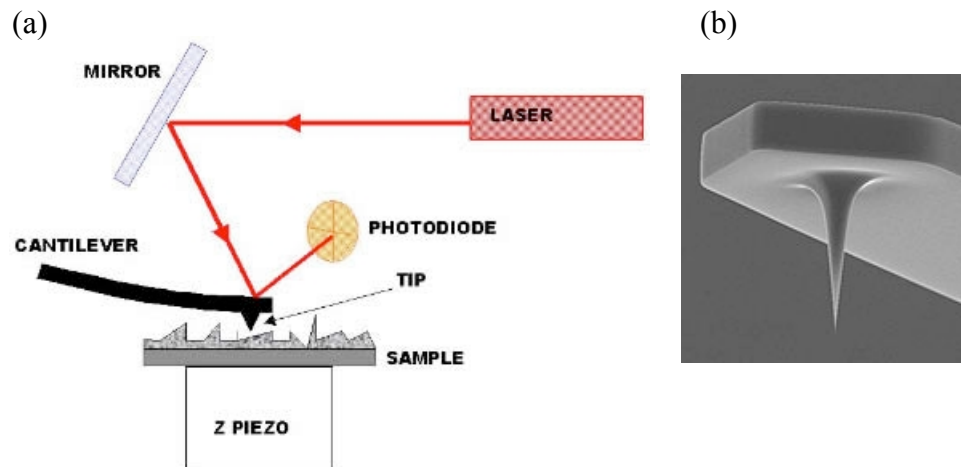 (a)
(b)
MIRROR
LASER
PHOTODIODE
CANTILEVER
TIP
SAMPLE
Z PIEZO